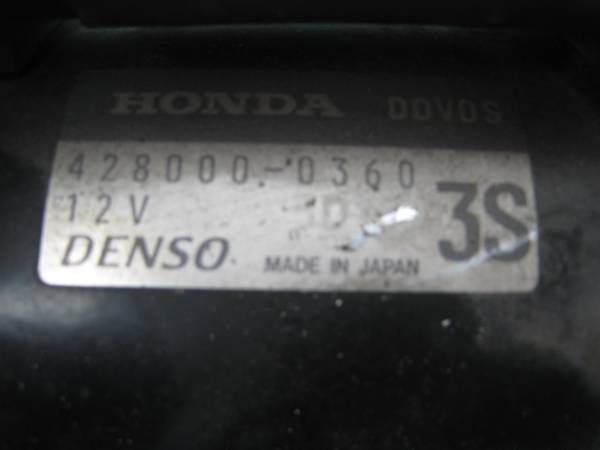 HONDA DDVDS
428000-0360
12V 3S
DENSO MADE IN JAPAN